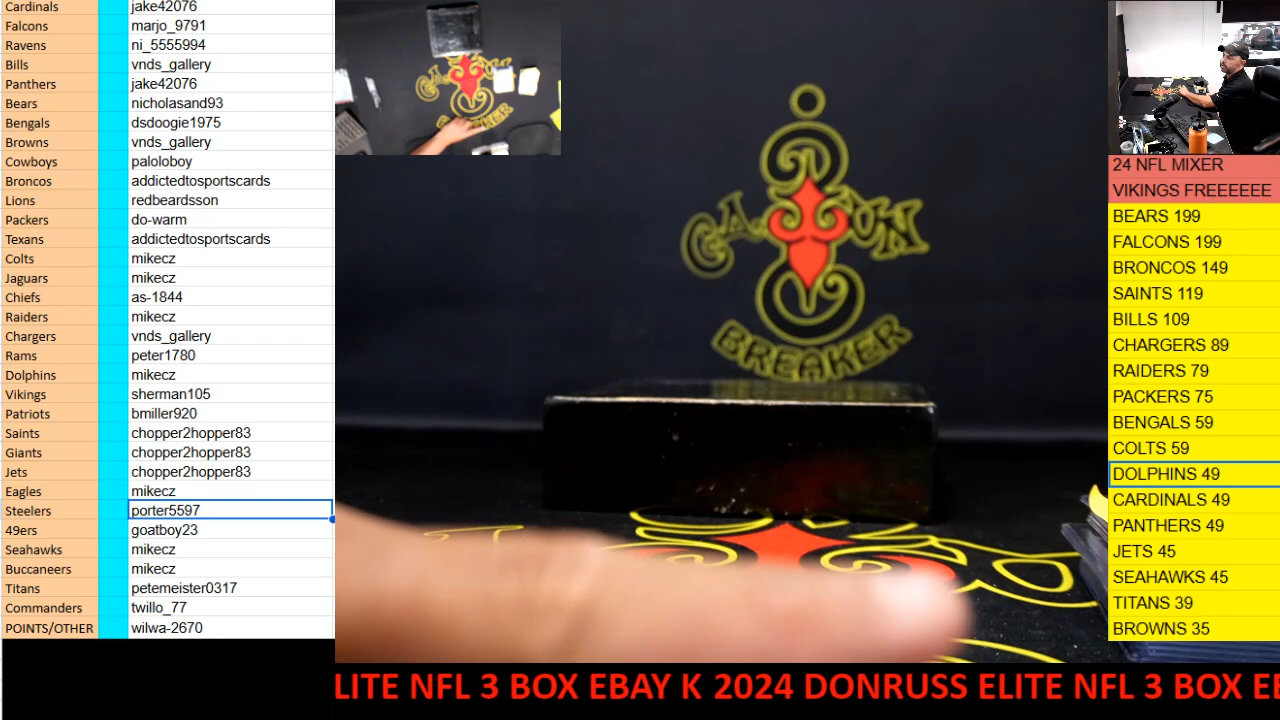 Cardinals jake42076
Falcons marjo_9791
Ravens ni_5555994
Bills vnds_gallery
Panthers jake42076
Bears nicholasand93
Bengals dsdoogie1975
Browns vnds_gallery
Cowboys paloloboy
Broncos addictedtosportscards
Lions redbeardsson
Packers do-warm
Texans addictedtosportscards
Colts mikecz
Jaguars mikecz
Chiefs as-1844
Raiders mikecz
Chargers vnds_gallery
Rams peter1780
Dolphins mikecz
Vikings sherman105
Patriots bmiller920
Saints chopper2hopper83
Giants chopper2hopper83
Jets chopper2hopper83
Eagles mikecz
Steelers porter5597
49ers goatboy23
Seahawks mikecz
Buccaneers mikecz
Titans petemeister0317
Commanders twillo_77
POINTS/OTHER wilwa-2670
CAJUN
BREAKER
24 NFL MIXER
VIKINGS FREEEEEE
BEARS 199
FALCONS 199
BRONCOS 149
SAINTS 119
BILLS 109
CHARGERS 89
RAIDERS 79
PACKERS 75
BENGALS 59
COLTS 59
DOLPHINS 49
CARDINALS 49
PANTHERS 49
JETS 45
SEAHAWKS 45
TITANS 39
BROWNS 35
LITE NFL 3 BOX EBAY K 2024 DONRUSS ELITE NFL 3 BOX